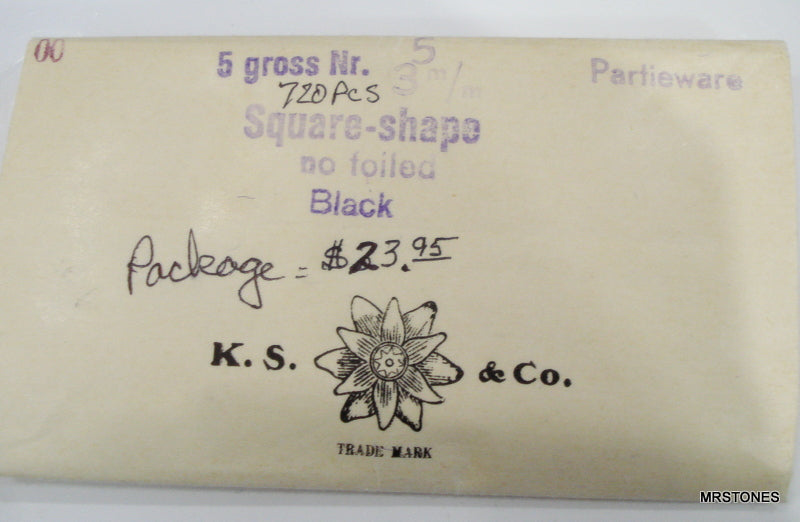 00
5 gross Nr. 5
3 m/m
Partieware
720 Pcs
Square-shape
no foiled
Black
Package = $23.95
K. S. & Co.
TRADE MARK
MRSTONES